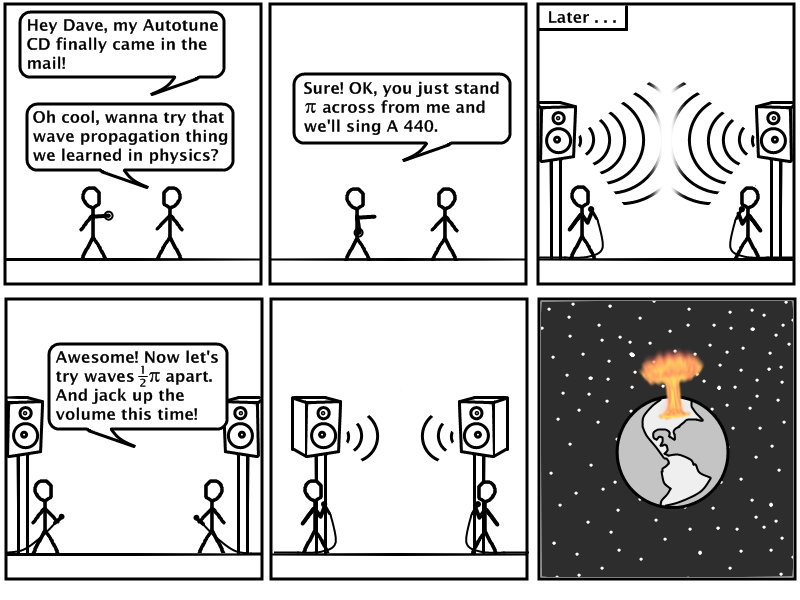 Hey Dave, my Autotune
CD finally came in the
mail!
Oh cool, wanna try that
wave propagation thing
we learned in physics?
Sure! OK, you just stand
π across from me and
we'll sing A 440.
Later . . .
Awesome! Now let's
try waves ½π apart.
And jack up the
volume this time!